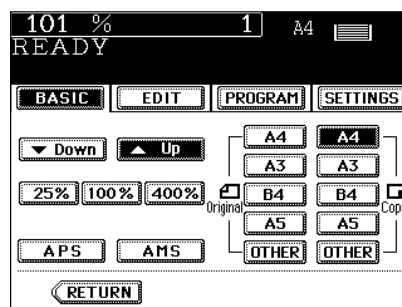 101 % 1 A4
READY
BASIC EDIT PROGRAM SETTINGS
A4 A4
▼ Down ▲ Up
A3 A3
25% 100% 400%
B4 B4
Original Copy
A5 A5
APS AMS
OTHER OTHER
RETURN